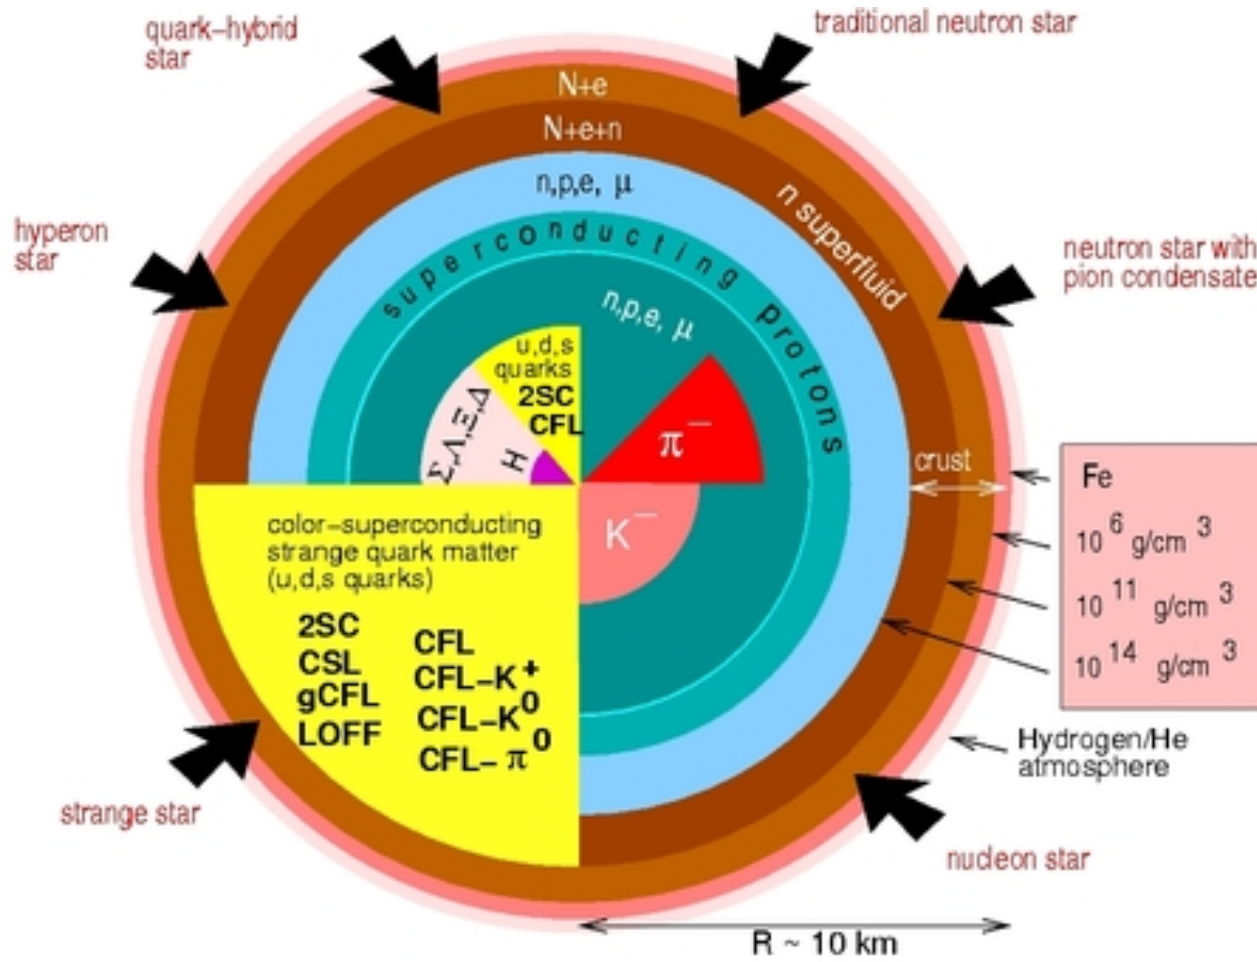 quark–hybrid
star
traditional neutron star
N+e
N+e+n
n,p,e, μ
n superfluid
hyperon
star
neutron star with
pion condensate
superconducting protons
n,p,e, μ
u,d,s
quarks
2SC
CFL
Σ,Λ,Ξ,Δ
H
π⁻
K⁻
crust
Fe
10⁶ g/cm³
10¹¹ g/cm³
10¹⁴ g/cm³
color–superconducting
strange quark matter
(u,d,s quarks)
2SC
CSL
gCFL
LOFF
CFL
CFL–K⁺
CFL–K⁰
CFL–π⁰
Hydrogen/He
atmosphere
strange star
nucleon star
R ~ 10 km